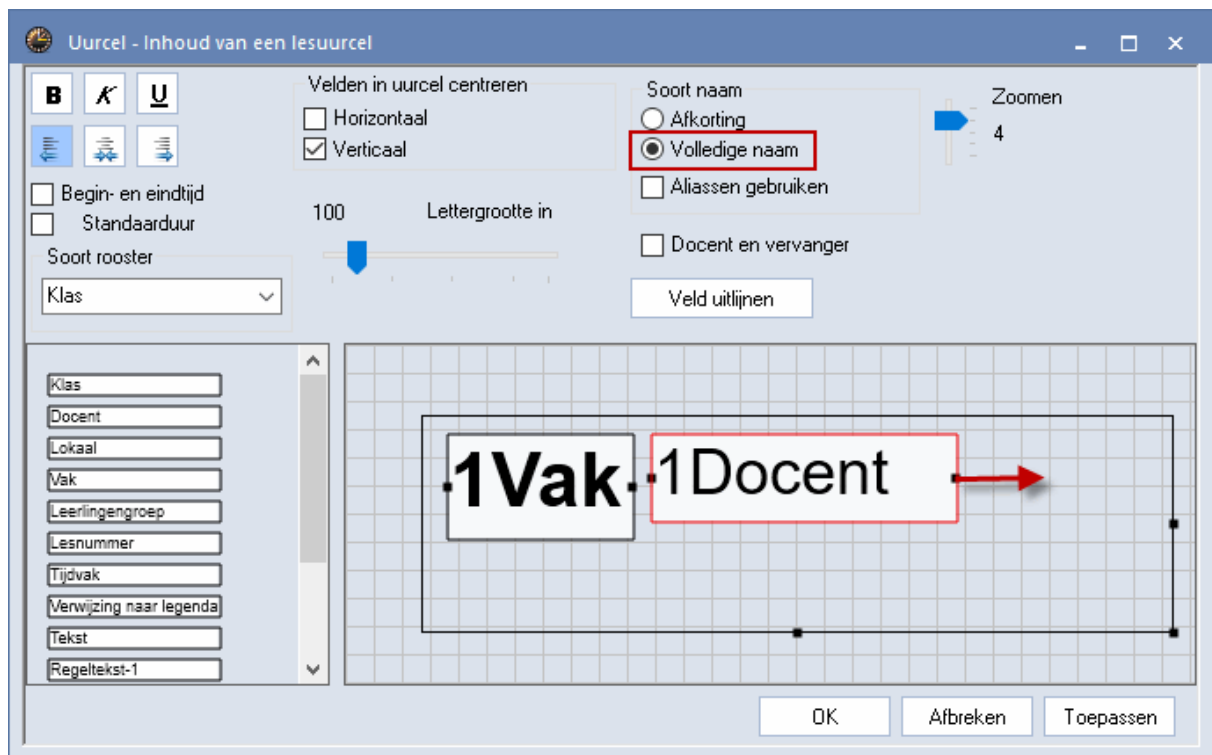 Uurcel - Inhoud van een lesuurcel
B K U
Velden in uurcel centreren
Horizontaal
Verticaal
Soort naam
Afkorting
Volledige naam
Aliassen gebruiken
Zoomen
4
Begin- en eindtijd
Standaarduur
100 Lettergrootte in
Docent en vervanger
Soort rooster
Klas
Veld uitlijnen
Klas
Docent
Lokaal
Vak
Leerlingengroep
Lesnummer
Tijdvak
Verwijzing naar legenda
Tekst
Regeltekst-1
1Vak 1Docent
OK Afbreken Toepassen